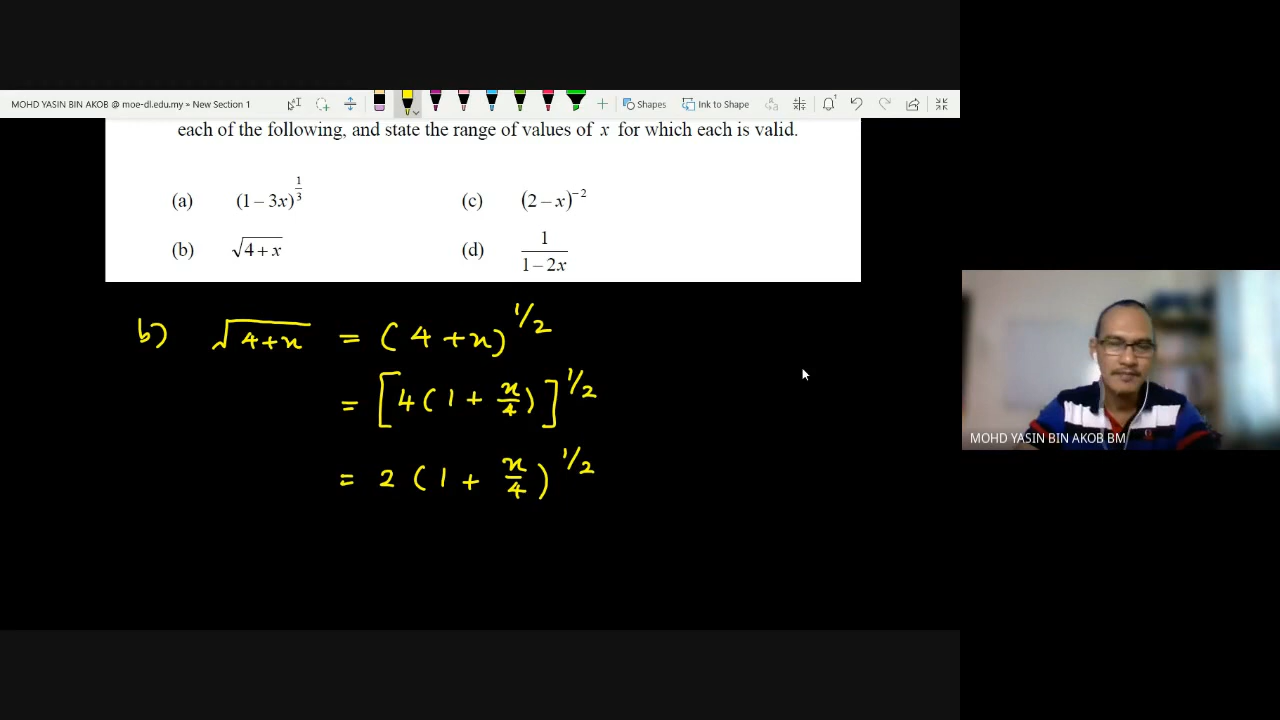 MOHD YASIN BIN AKOB @ moe-dl.edu.my » New Section 1
Shapes
Ink to Shape
each of the following, and state the range of values of x for which each is valid.
(a) (1 – 3x)^(1/3)
(c) (2 – x)^(–2)
(b) √(4 + x)
(d) 1/(1 – 2x)
b) √(4+x) = (4+x)^1/2
= [4(1+x/4)]^1/2
= 2(1+x/4)^1/2
MOHD YASIN BIN AKOB BM